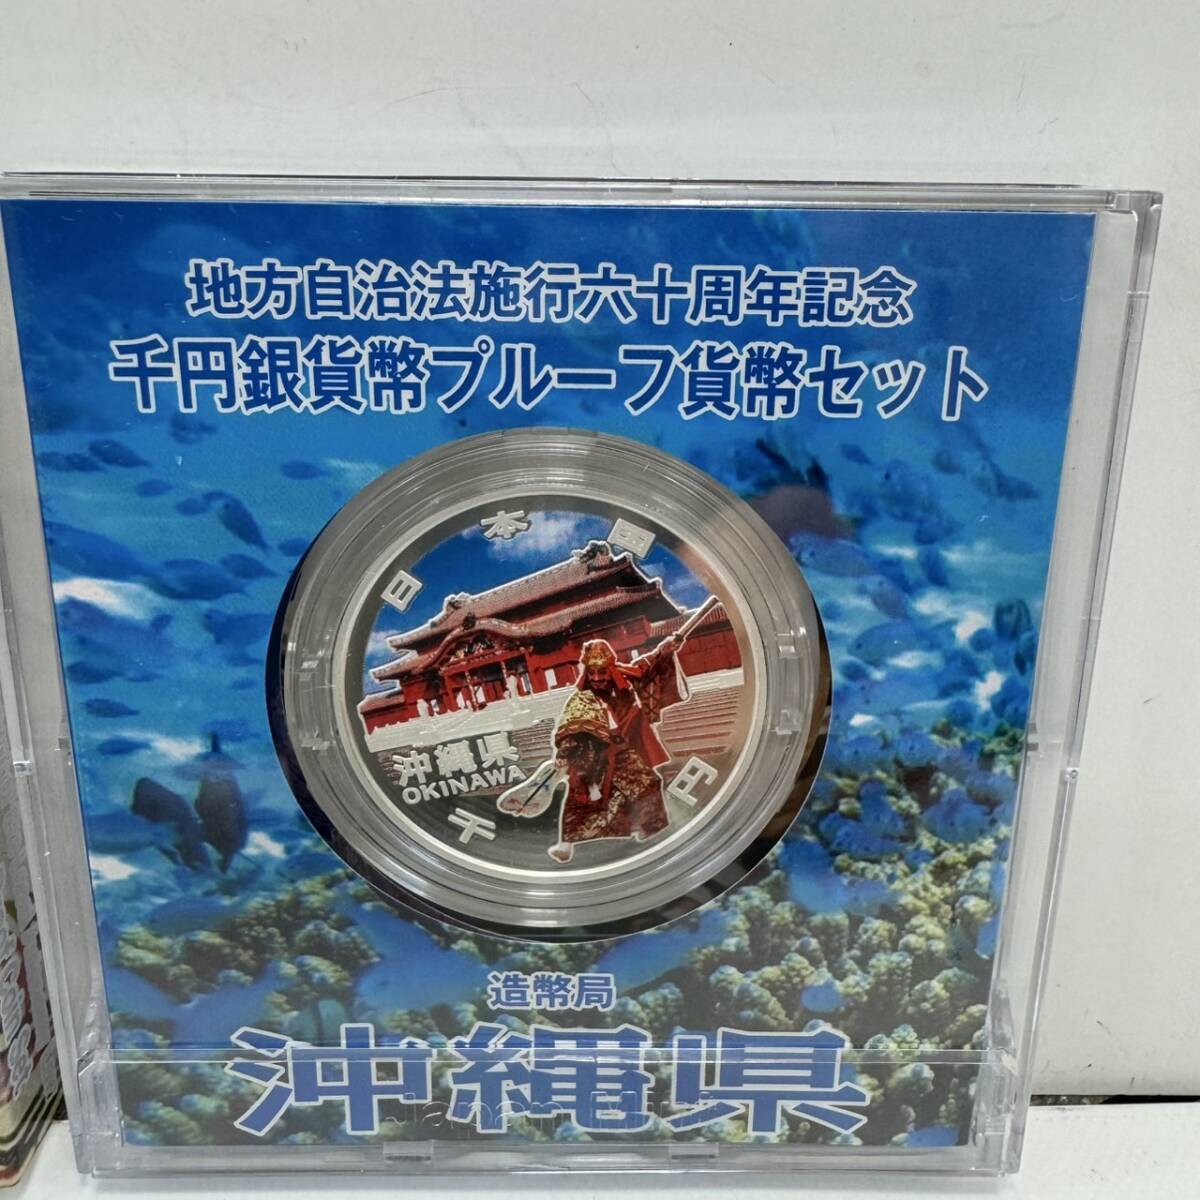 地方自治法施行六十周年記念
千円銀貨幣プルーフ貨幣セット
日本国
沖縄県
OKINAWA
千円
造幣局
沖縄県
Japan Mint